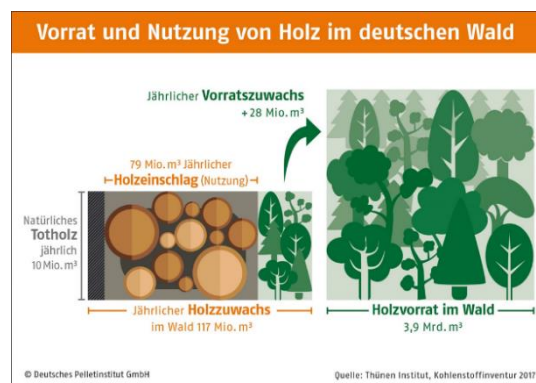 Vorrat und Nutzung von Holz im deutschen Wald
Jährlicher Vorratszuwachs
+28 Mio. m³
79 Mio. m³ Jährlicher
Holzeinschlag (Nutzung)
Natürliches
Totholz
jährlich
10 Mio. m³
Jährlicher Holzzuwachs
im Wald 117 Mio. m³
Holzvorrat im Wald
3,9 Mrd. m³
© Deutsches Pelletinstitut GmbH
Quelle: Thünen Institut, Kohlenstoffinventur 2017